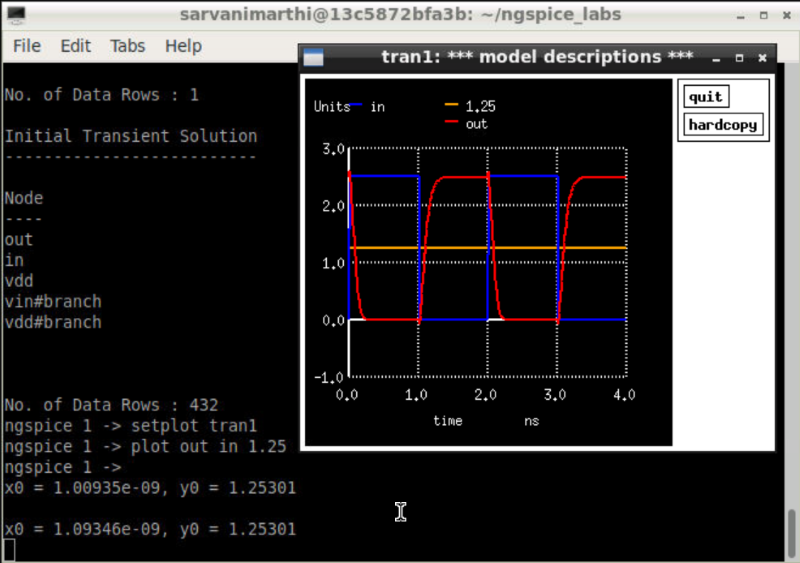 sarvanimarthi@13c5872bfa3b: ~/ngspice_labs
File Edit Tabs Help
No. of Data Rows : 1
Initial Transient Solution
--------------------------
Node
----
out
in
vdd
vin#branch
vdd#branch
No. of Data Rows : 432
ngspice 1 -> setplot tran1
ngspice 1 -> plot out in 1.25
ngspice 1 ->
x0 = 1.00935e-09, y0 = 1.25301
x0 = 1.09346e-09, y0 = 1.25301
tran1: *** model descriptions ***
quit
hardcopy
Units in 1.25
out
3.0
2.0
1.0
0.0
-1.0
0.0 1.0 2.0 3.0 4.0
time ns